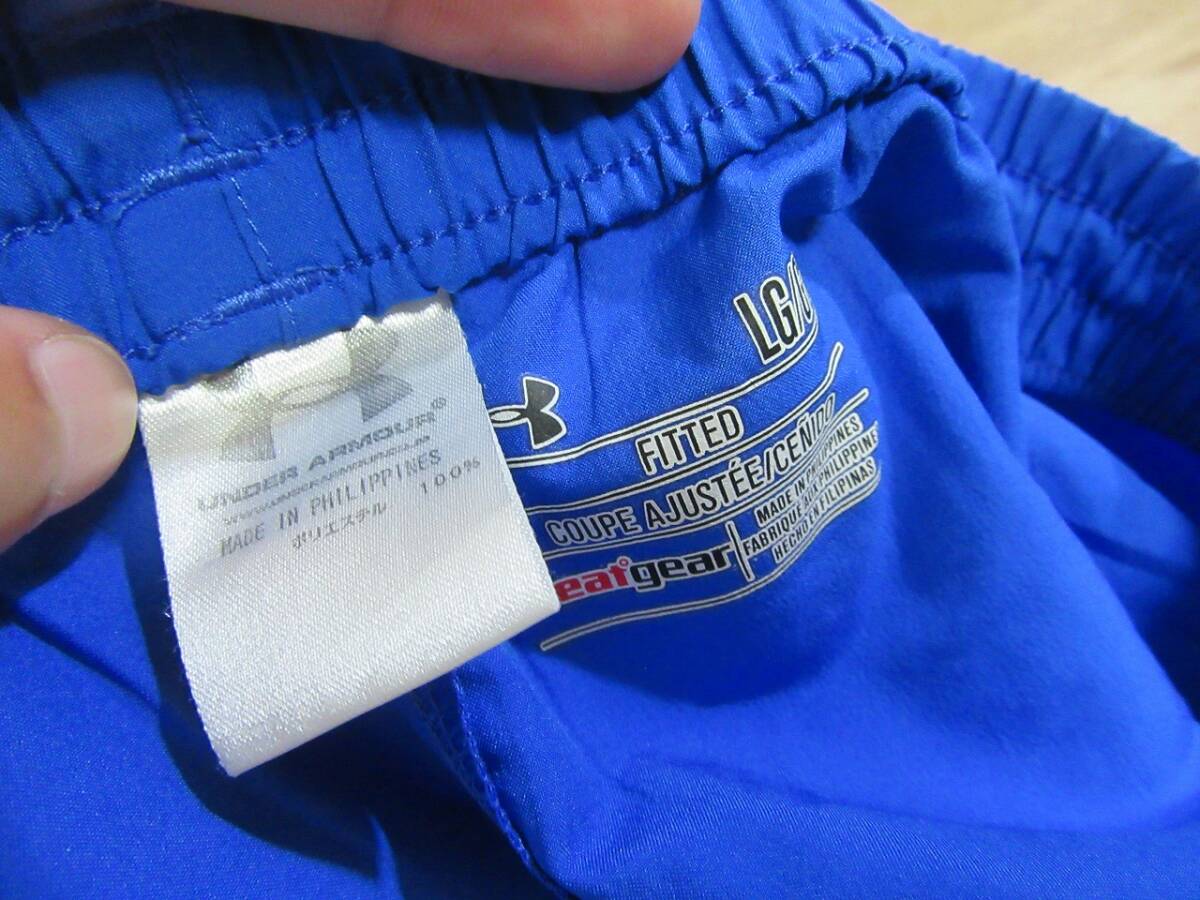 UNDER ARMOUR®
MADE IN PHILIPPINES
ポリエステル 100%
LG/
FITTED
COUPE AJUSTÉE/CEÑIDO
eatgear
MADE IN PHILIPPINES
FABRIQUÉ AUX PHILIPPINE
HECHO EN FILIPINAS